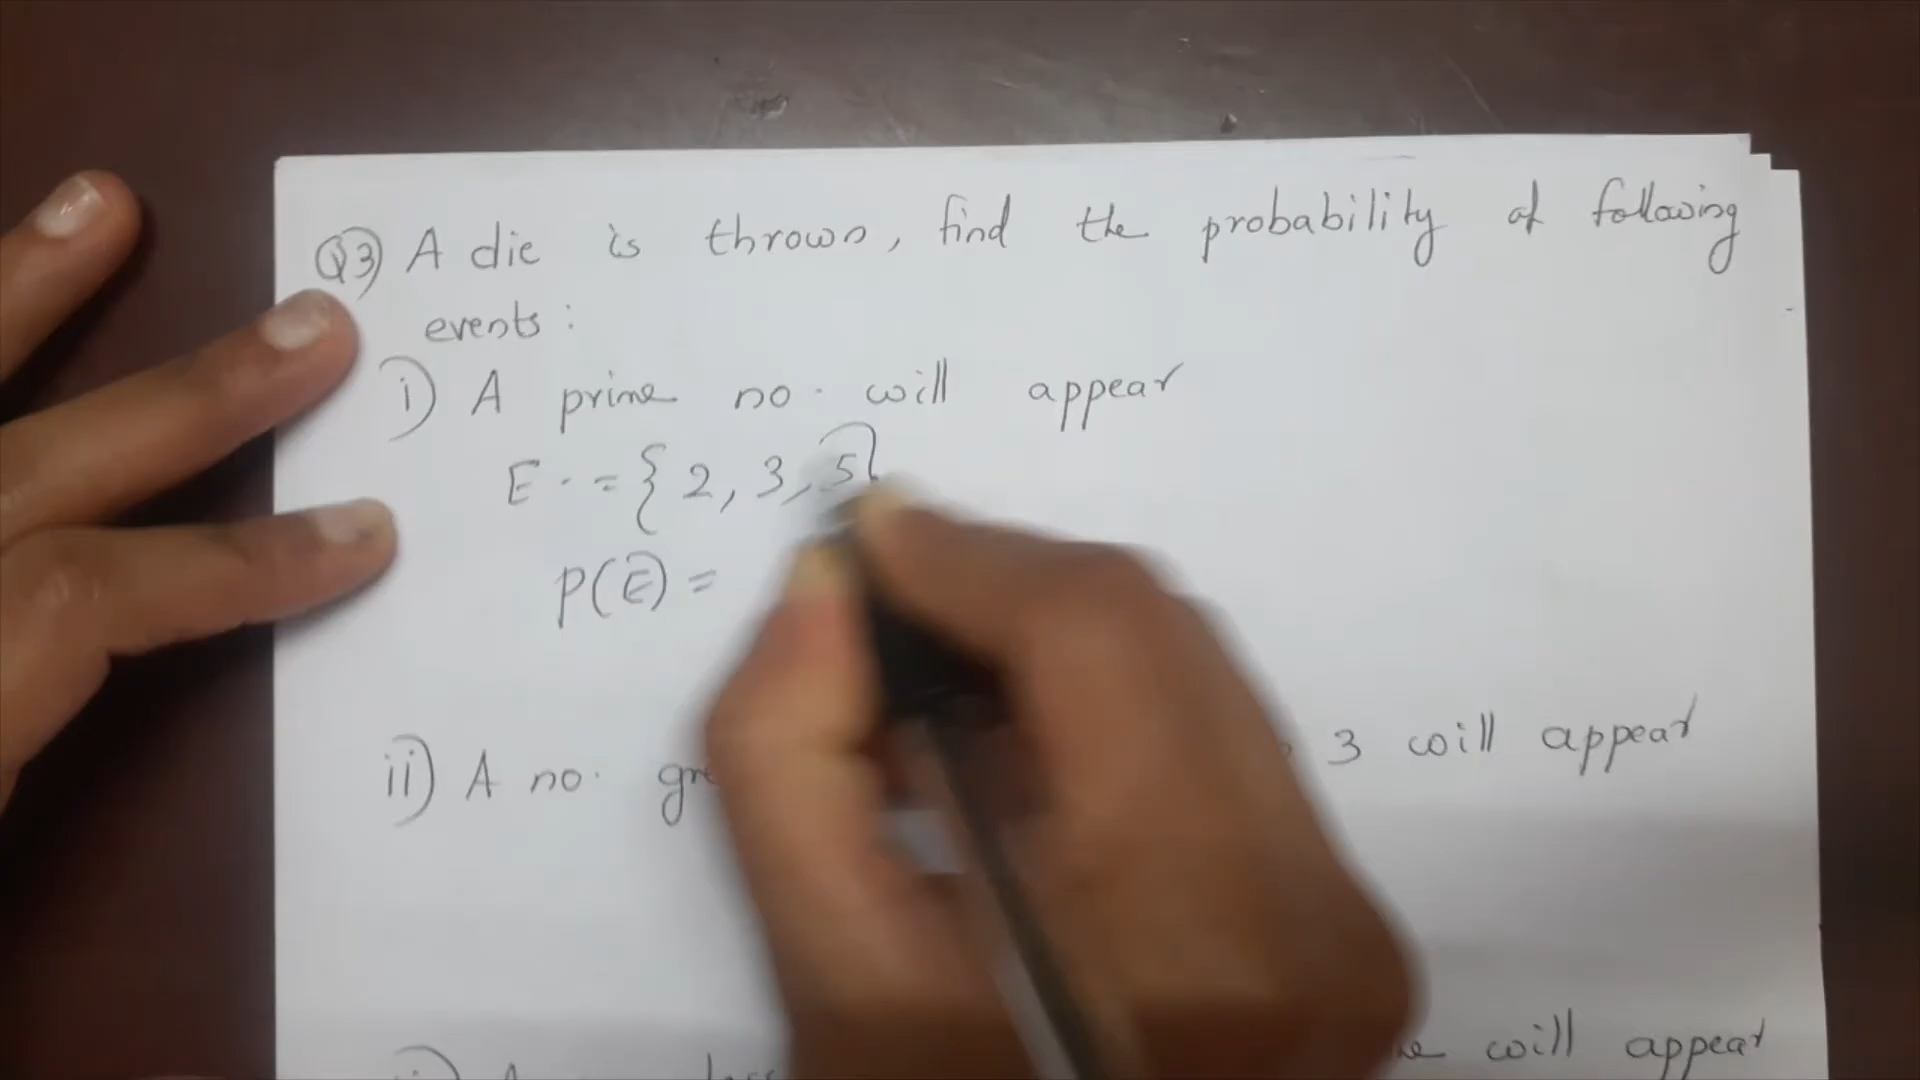 Q3) A die is thrown, find the probability of following
events :
i) A prime no. will appear
E = { 2, 3, 5}
P(E) =
ii) A no. 3 will appear
will appear